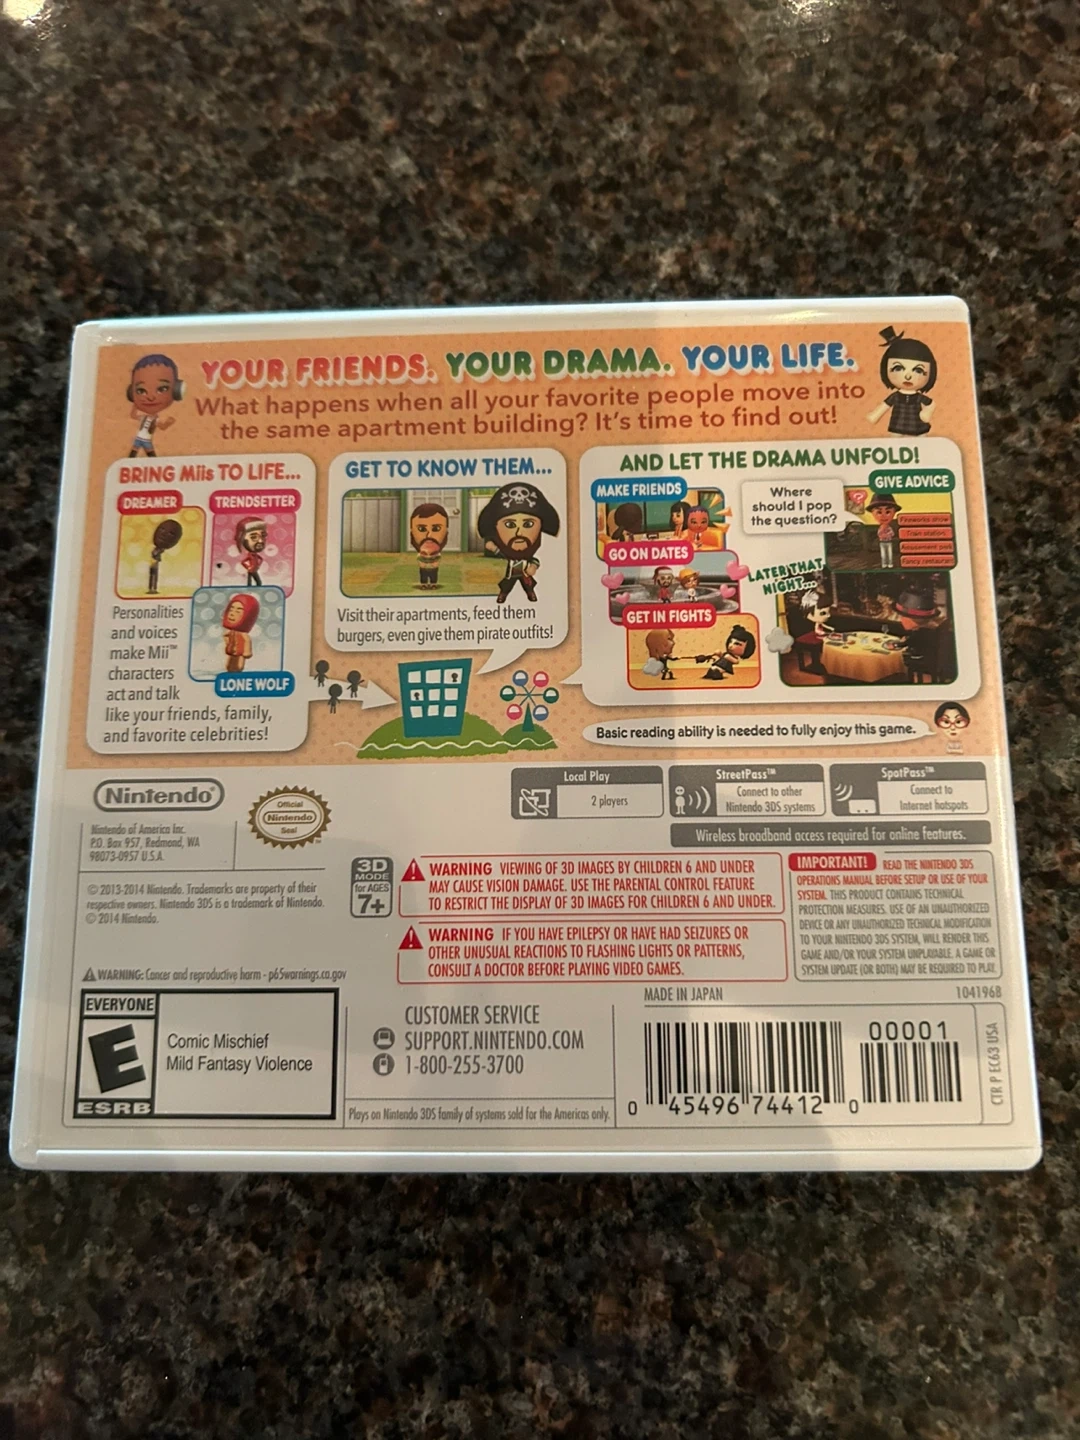 YOUR FRIENDS. YOUR DRAMA. YOUR LIFE.
What happens when all your favorite people move into
the same apartment building? It's time to find out!
BRING Miis TO LIFE...
DREAMER
TRENDSETTER
Personalities
and voices
make Mii™
characters
act and talk
like your friends, family,
and favorite celebrities!
LONE WOLF
GET TO KNOW THEM...
Visit their apartments, feed them
burgers, even give them pirate outfits!
AND LET THE DRAMA UNFOLD!
MAKE FRIENDS
GO ON DATES
GET IN FIGHTS
Where
should I pop
the question?
GIVE ADVICE
?
Fireworks show
Train station
Amusement park
Fancy restaurant
LATER THAT
NIGHT...
Basic reading ability is needed to fully enjoy this game.
Nintendo®
Official
Nintendo
Seal
Nintendo of America Inc.
P.O. Box 957, Redmond, WA
98073-0957 U.S.A.
Local Play
2 players
StreetPass™
Connect to other
Nintendo 3DS systems
SpotPass™
Connect to
Internet hotspots
Wireless broadband access required for online features.
© 2013-2014 Nintendo. Trademarks are property of their
respective owners. Nintendo 3DS is a trademark of Nintendo.
© 2014 Nintendo.
3D
MODE
for AGES
7+
WARNING VIEWING OF 3D IMAGES BY CHILDREN 6 AND UNDER
MAY CAUSE VISION DAMAGE. USE THE PARENTAL CONTROL FEATURE
TO RESTRICT THE DISPLAY OF 3D IMAGES FOR CHILDREN 6 AND UNDER.
WARNING IF YOU HAVE EPILEPSY OR HAVE HAD SEIZURES OR
OTHER UNUSUAL REACTIONS TO FLASHING LIGHTS OR PATTERNS,
CONSULT A DOCTOR BEFORE PLAYING VIDEO GAMES.
IMPORTANT! READ THE NINTENDO 3DS
OPERATIONS MANUAL BEFORE SETUP OR USE OF YOUR
SYSTEM. THIS PRODUCT CONTAINS TECHNICAL
PROTECTION MEASURES. USE OF AN UNAUTHORIZED
DEVICE OR ANY UNAUTHORIZED TECHNICAL MODIFICATION
TO YOUR NINTENDO 3DS SYSTEM, WILL RENDER THIS
GAME AND/OR YOUR SYSTEM UNPLAYABLE. A GAME OR
SYSTEM UPDATE (OR BOTH) MAY BE REQUIRED TO PLAY.
WARNING: Cancer and reproductive harm - p65warnings.ca.gov
EVERYONE
E
ESRB
Comic Mischief
Mild Fantasy Violence
CUSTOMER SERVICE
SUPPORT.NINTENDO.COM
1-800-255-3700
Plays on Nintendo 3DS family of systems sold for the Americas only.
MADE IN JAPAN
104196B
00001
0 45496 74412 0
CTR P EC63 USA